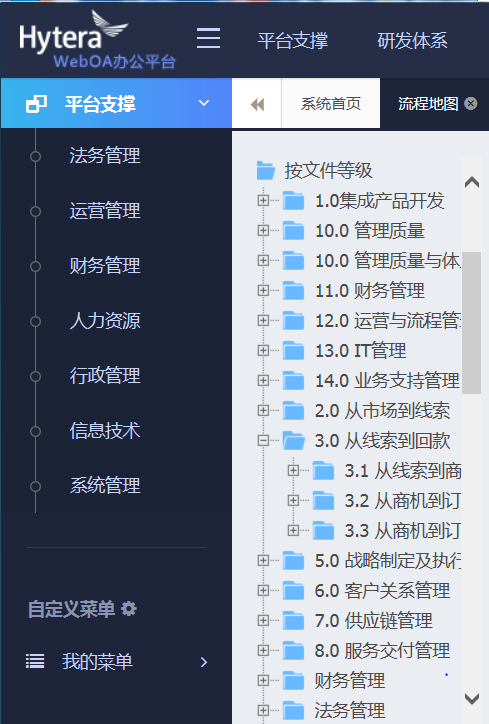 Hytera
WebOA办公平台
平台支撑
研发体系
平台支撑
系统首页
流程地图
法务管理
运营管理
财务管理
人力资源
行政管理
信息技术
系统管理
自定义菜单
我的菜单
按文件等级
1.0集成产品开发
10.0 管理质量
10.0 管理质量与体
11.0 财务管理
12.0 运营与流程管
13.0 IT管理
14.0 业务支持管理
2.0 从市场到线索
3.0 从线索到回款
3.1 从线索到商
3.2 从商机到订
3.3 从商机到订
5.0 战略制定及执行
6.0 客户关系管理
7.0 供应链管理
8.0 服务交付管理
财务管理
法务管理